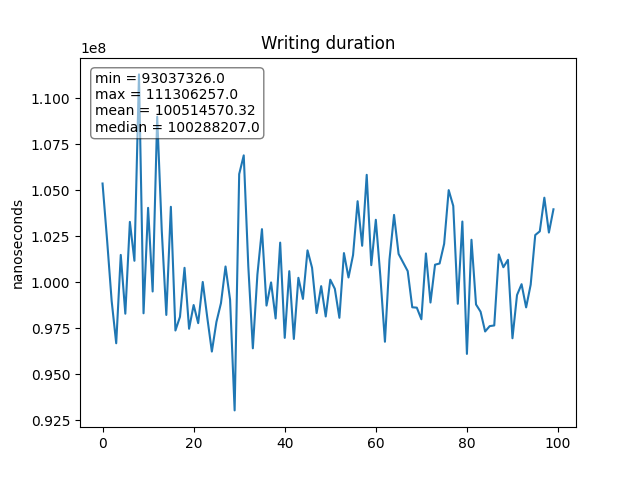 Writing duration
1e8
min = 93037326.0
max = 111306257.0
mean = 100514570.32
median = 100288207.0
1.100
1.075
1.050
1.025
1.000
0.975
0.950
0.925
nanoseconds
0 20 40 60 80 100